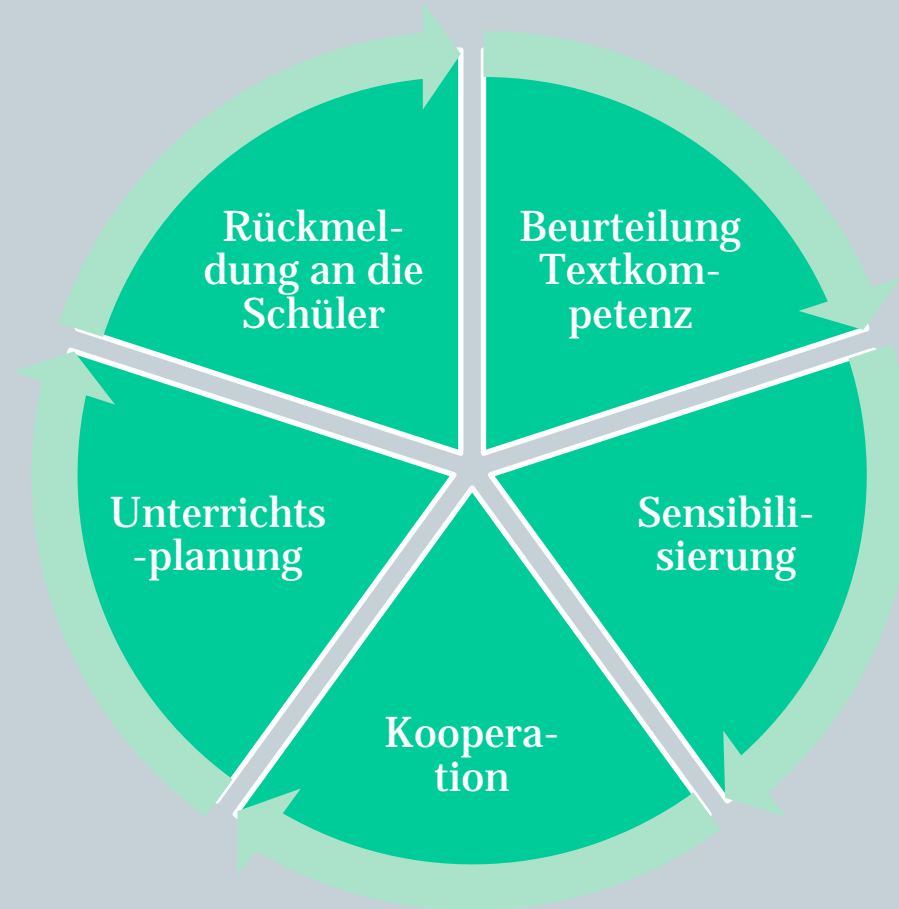 Rückmel-
dung an die
Schüler
Beurteilung
Textkom-
petenz
Unterrichts
-planung
Sensibili-
sierung
Koopera-
tion